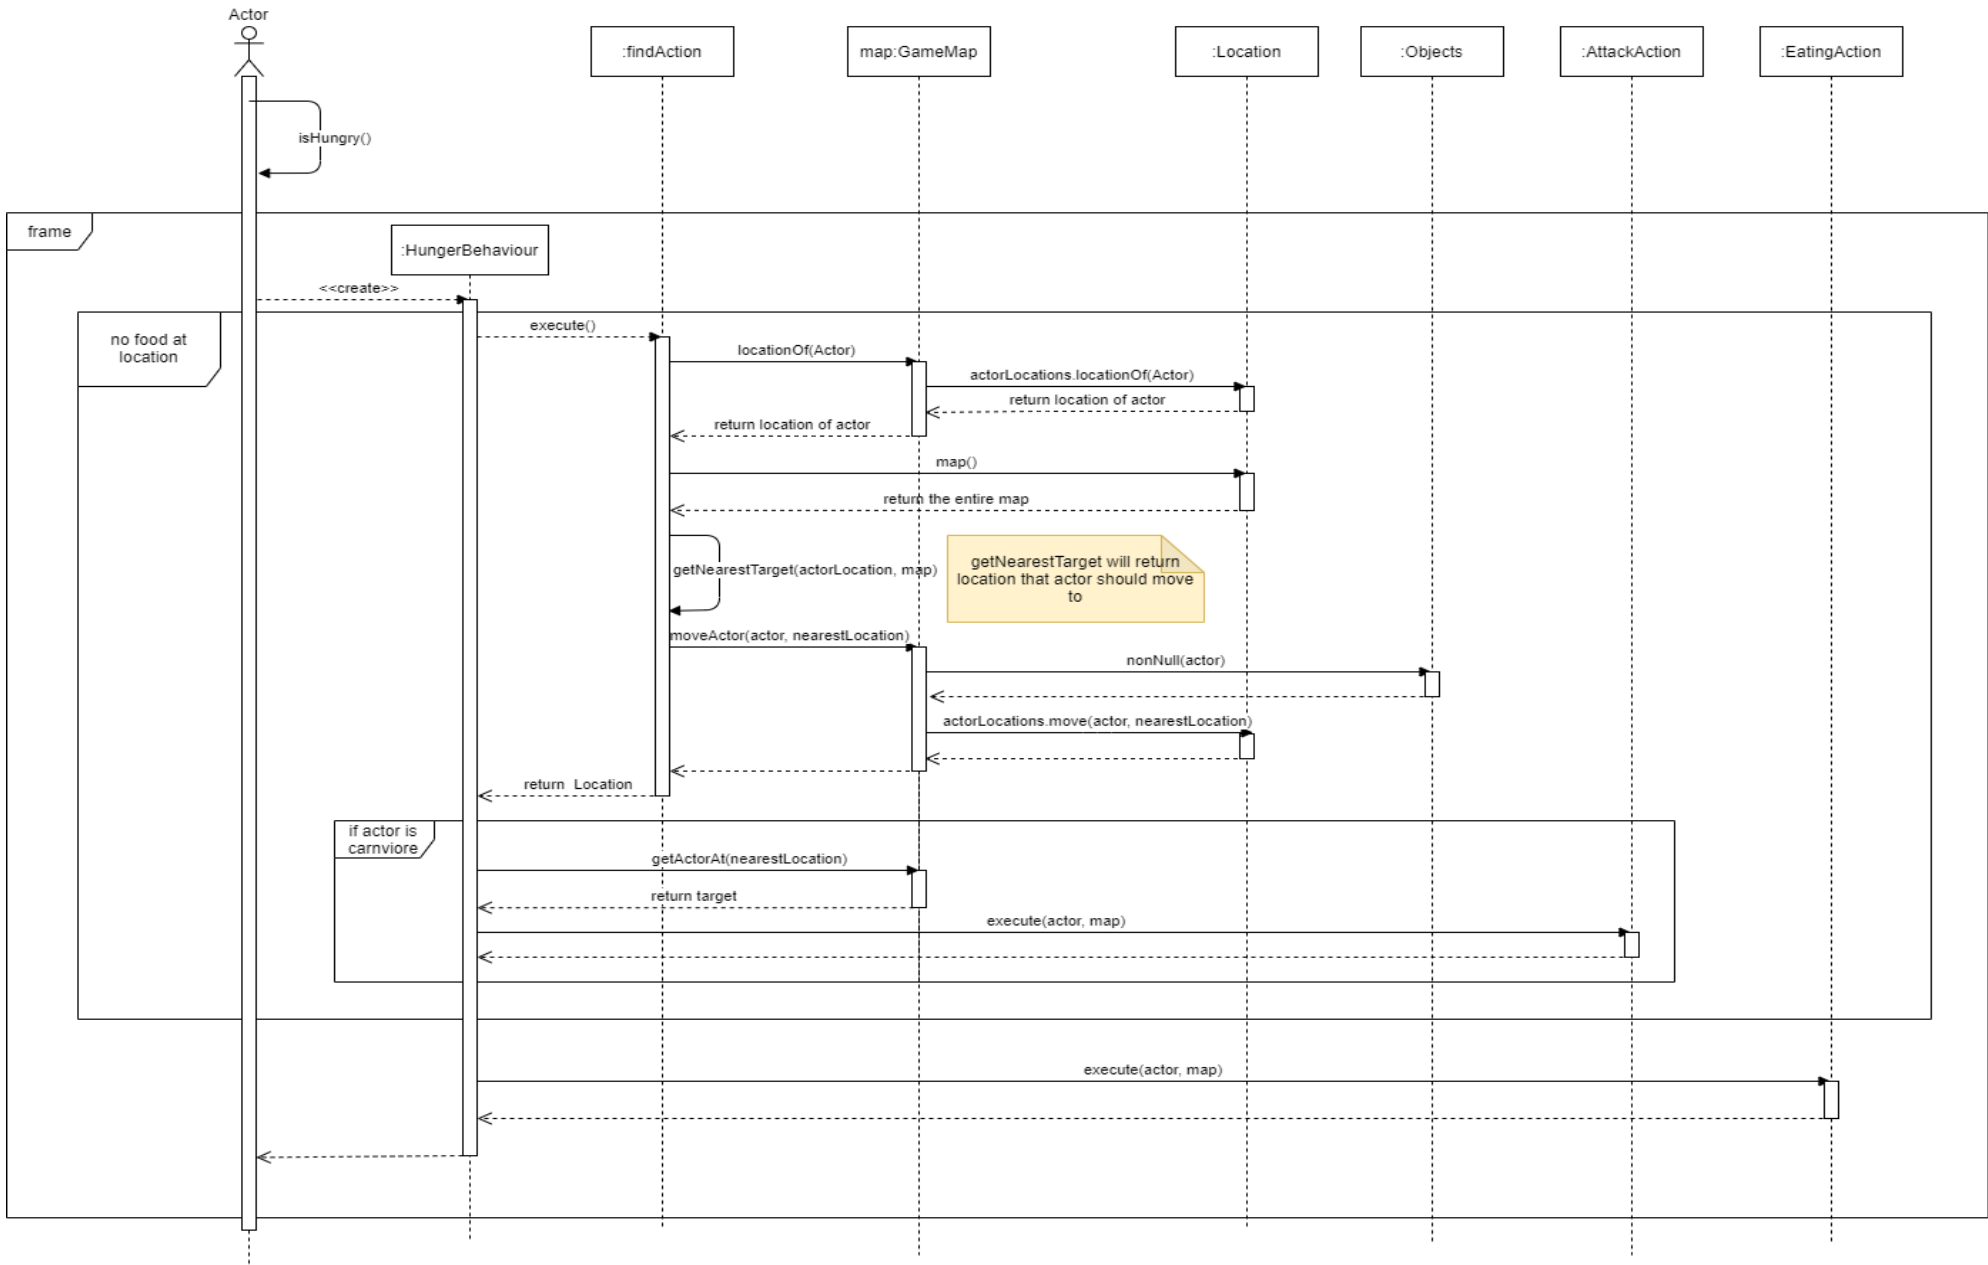 Actor
:findAction
map:GameMap
:Location
:Objects
:AttackAction
:EatingAction
isHungry()
frame
:HungerBehaviour
<<create>>
no food at
location
execute()
locationOf(Actor)
actorLocations.locationOf(Actor)
return location of actor
return location of actor
map()
return the entire map
getNearestTarget(actorLocation, map)
getNearestTarget will return
location that actor should move
to
moveActor(actor, nearestLocation)
nonNull(actor)
actorLocations.move(actor, nearestLocation)
return Location
if actor is
carnviore
getActorAt(nearestLocation)
return target
execute(actor, map)
execute(actor, map)